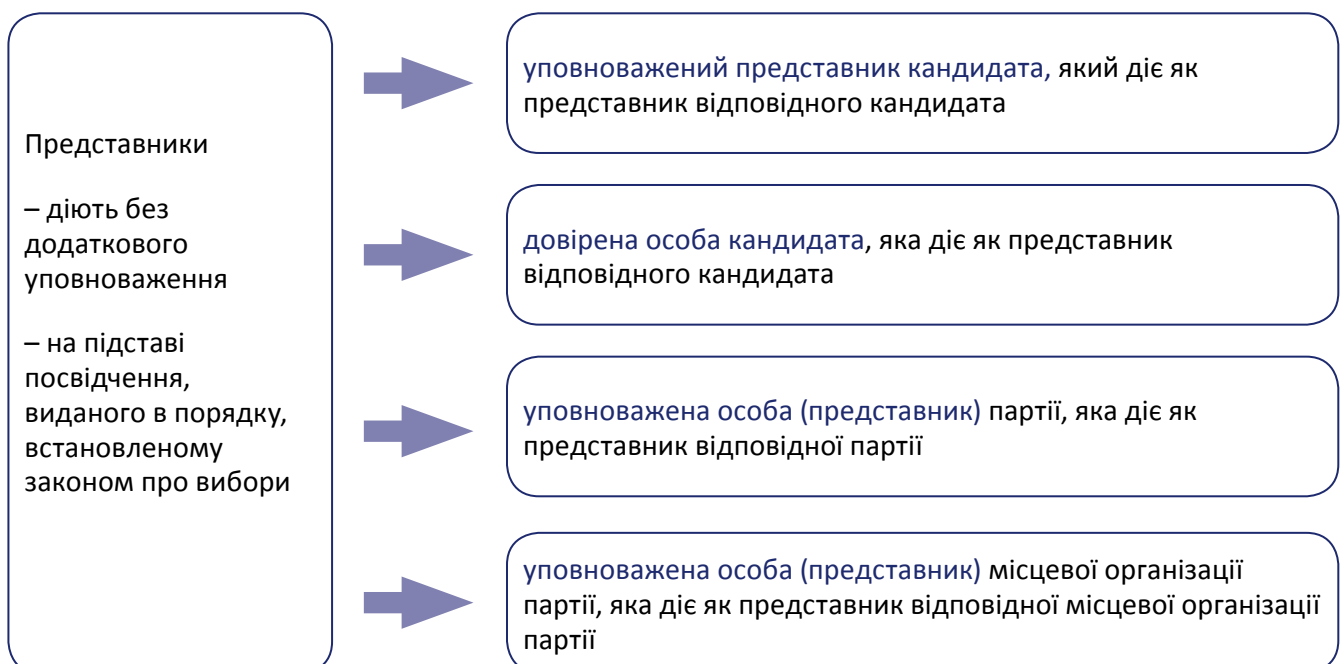 Представники
– діють без
додаткового
уповноваження
– на підставі
посвідчення,
виданого в порядку,
встановленому
законом про вибори
уповноважений представник кандидата, який діє як
представник відповідного кандидата
довірена особа кандидата, яка діє як представник
відповідного кандидата
уповноважена особа (представник) партії, яка діє як
представник відповідної партії
уповноважена особа (представник) місцевої організації
партії, яка діє як представник відповідної місцевої організації
партії